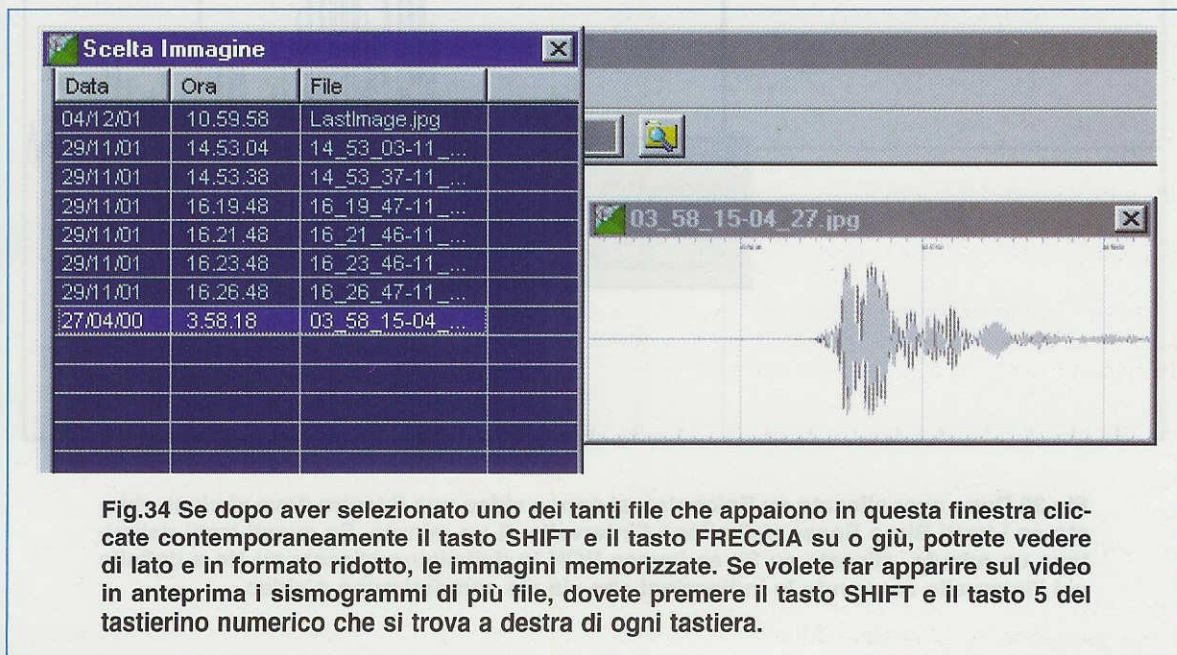 Scelta Immagine
Data Ora File
04/12/01 10.59.58 LastImage.jpg
29/11/01 14.53.04 14_53_03-11_...
29/11/01 14.53.38 14_53_37-11_...
29/11/01 16.19.48 16_19_47-11_...
29/11/01 16.21.48 16_21_46-11_...
29/11/01 16.23.48 16_23_46-11_...
29/11/01 16.26.48 16_26_47-11_...
27/04/00 3.58.18 03_58_15-04_...
03_58_15-04_27.jpg
Fig.34 Se dopo aver selezionato uno dei tanti file che appaiono in questa finestra clic-
cate contemporaneamente il tasto SHIFT e il tasto FRECCIA su o giù, potrete vedere
di lato e in formato ridotto, le immagini memorizzate. Se volete far apparire sul video
in anteprima i sismogrammi di più file, dovete premere il tasto SHIFT e il tasto 5 del
tastierino numerico che si trova a destra di ogni tastiera.